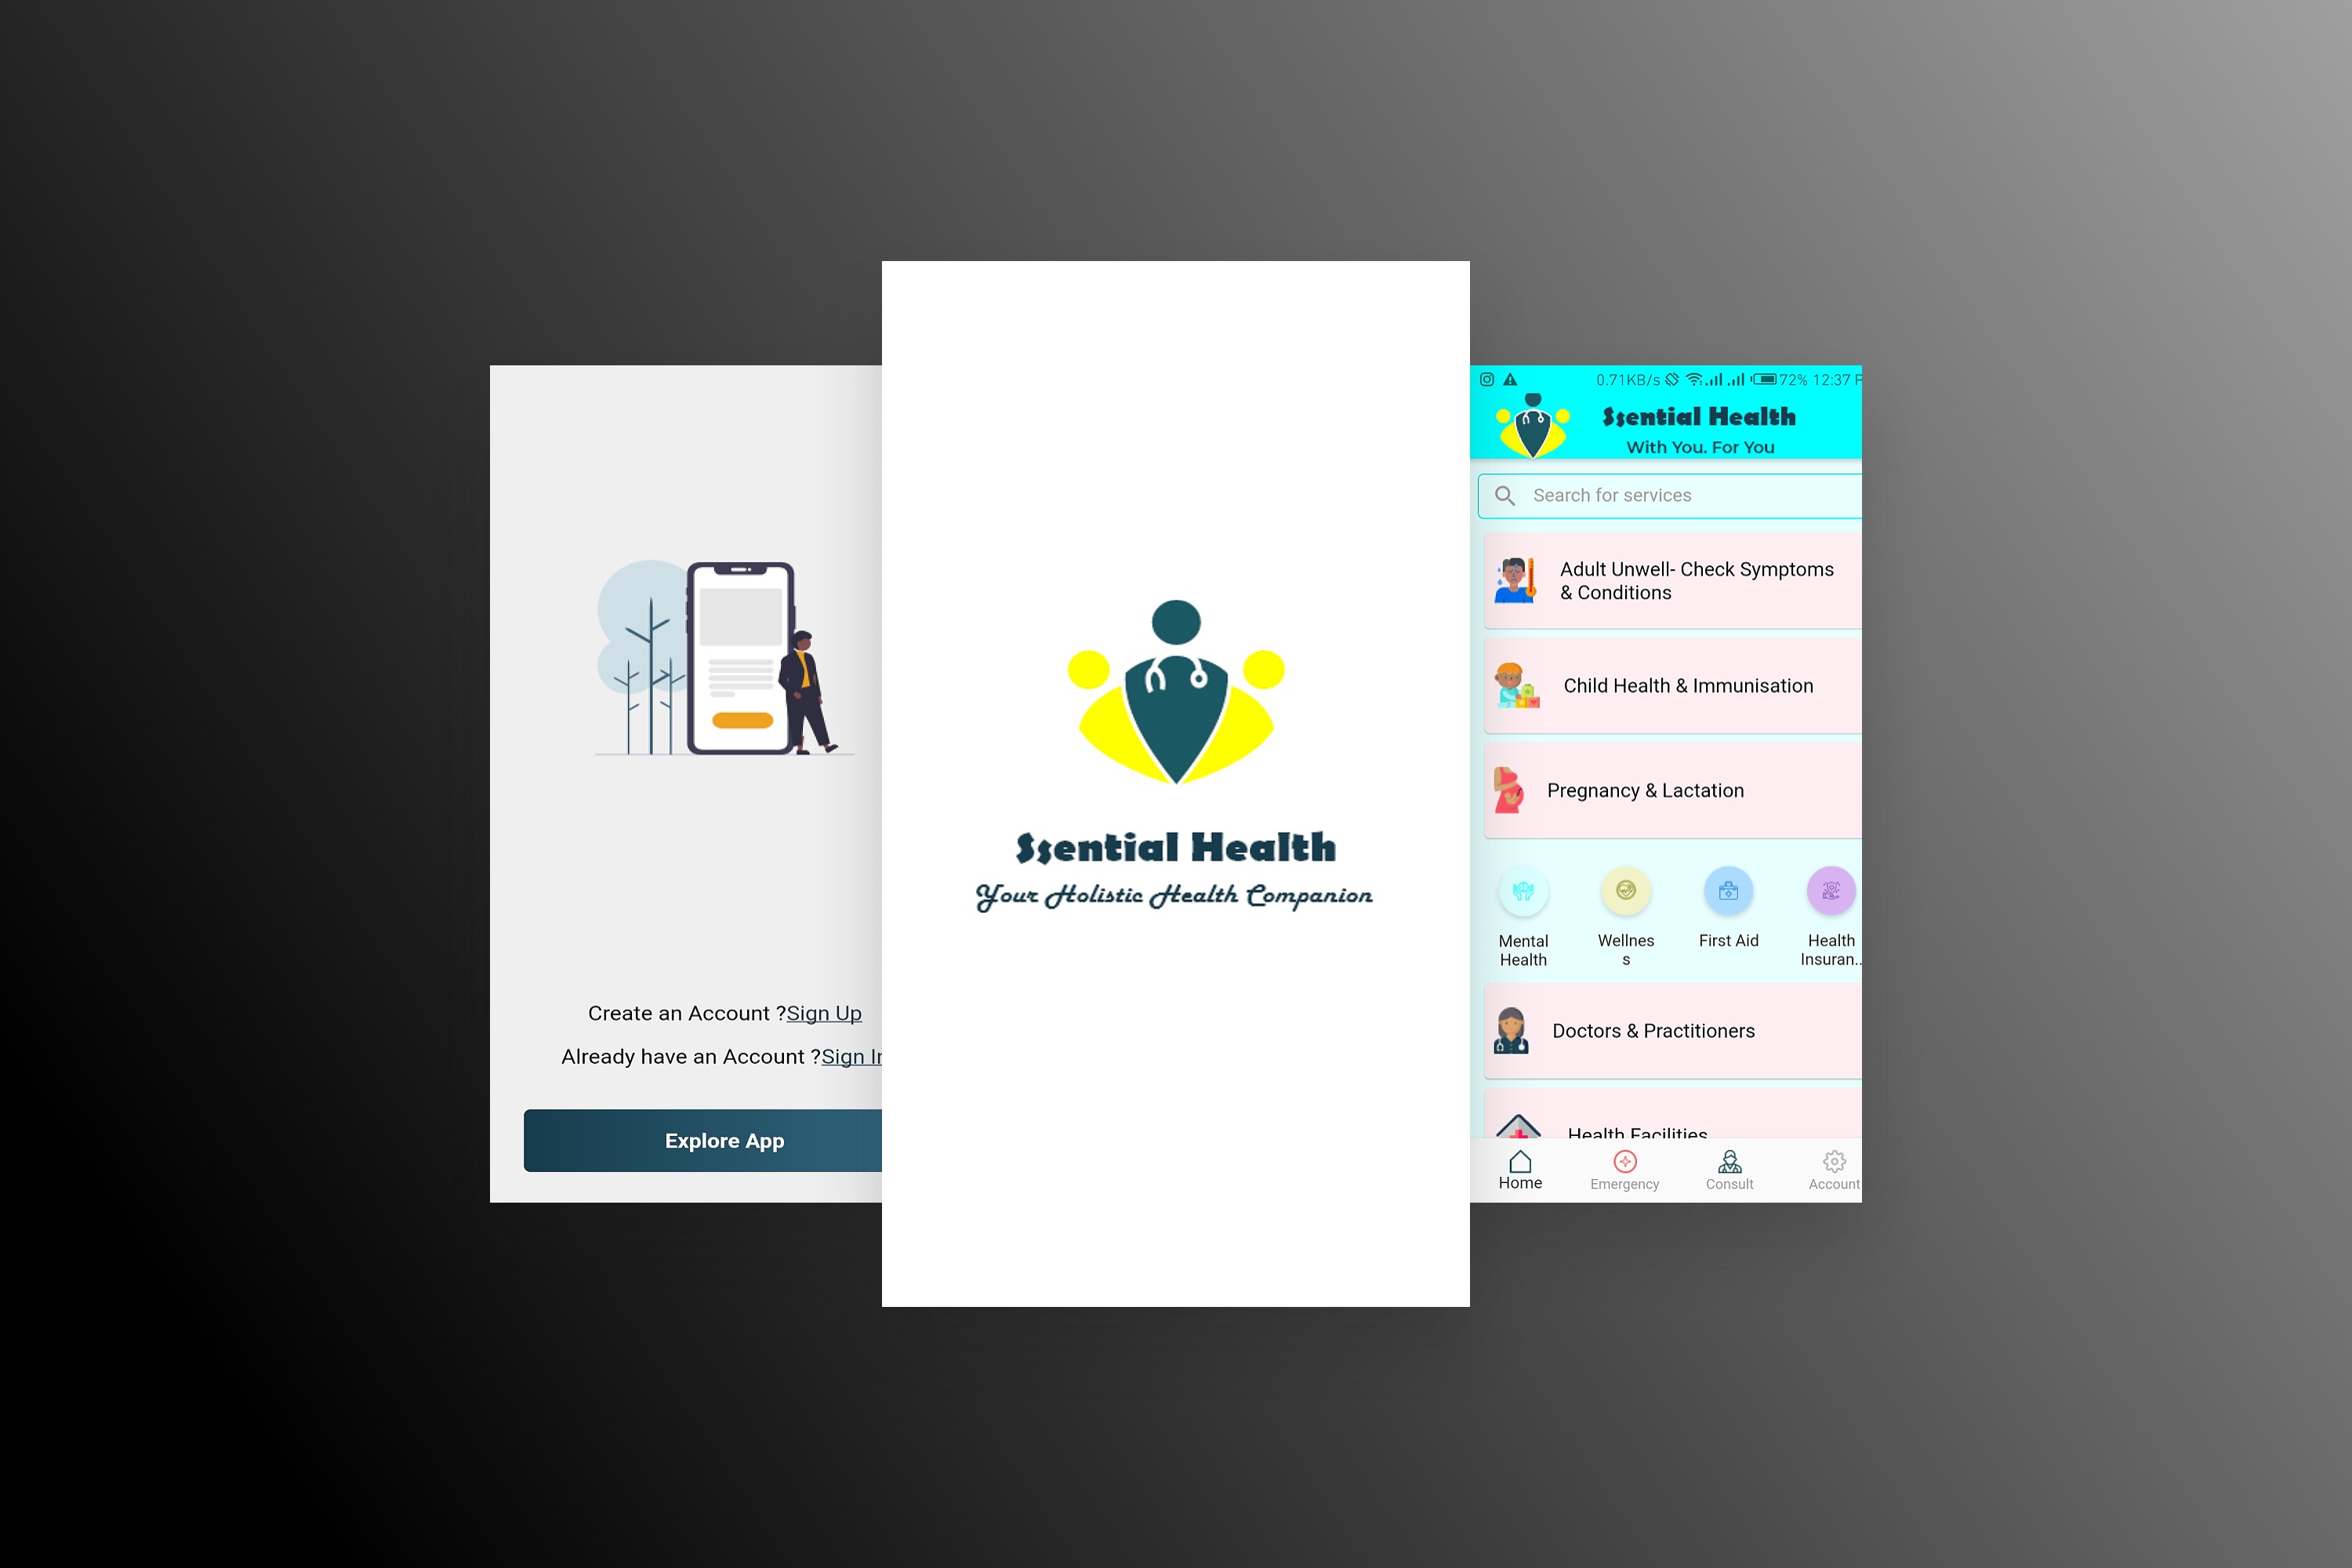 Create an Account ?Sign Up
Already have an Account ?Sign In
Explore App
Ssential Health
Your Holistic Health Companion
0.71KB/s 72% 12:37 P
Ssential Health
With You. For You
Search for services
Adult Unwell- Check Symptoms
& Conditions
Child Health & Immunisation
Pregnancy & Lactation
Mental
Health
Wellnes
s
First Aid
Health
Insuran..
Doctors & Practitioners
Health Facilities
Home
Emergency
Consult
Account